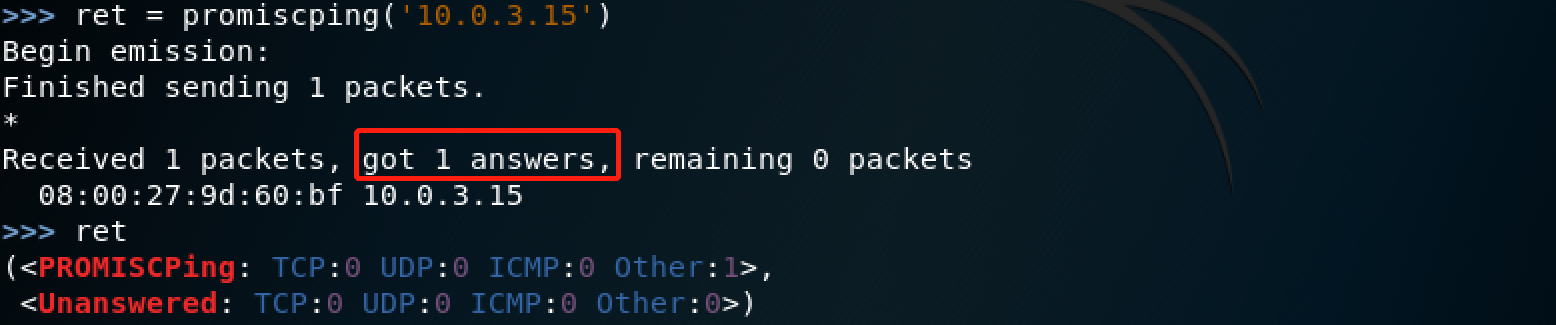 >>> ret = promiscping('10.0.3.15')
Begin emission:
Finished sending 1 packets.
*
Received 1 packets, got 1 answers, remaining 0 packets
  08:00:27:9d:60:bf 10.0.3.15
>>> ret
(<PROMISCPing: TCP:0 UDP:0 ICMP:0 Other:1>,
 <Unanswered: TCP:0 UDP:0 ICMP:0 Other:0>)